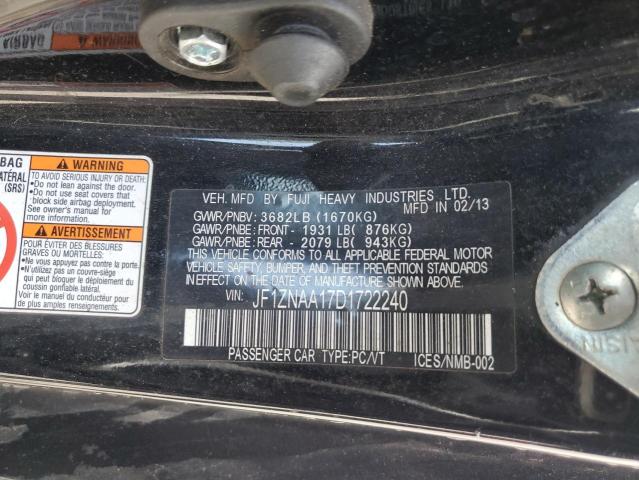 BAG
LATÉRAL
(SRS)
WARNING
TO AVOID SERIOUS INJURY OR DEATH:
•Do not lean against the door.
•Do not use seat covers that
block side airbag deployment.
See owner's manual for
more information.
AVERTISSEMENT
POUR ÉVITER DES BLESSURES
GRAVES OU MORTELLES:
•Ne vous appuyez pas contre la porte.
•N'utilisez pas un couvre-siège
qui bloque le déploiement du
coussin gonflable latéral.
Lisez le Manuel du conducteur
pour de plus amples informations.
VEH. MFD BY FUJI HEAVY INDUSTRIES LTD.
GVWR/PNBV: 3682LB (1670KG) MFD IN 02/13
GAWR/PNBE: FRONT- 1931 LB( 876KG)
GAWR/PNBE: REAR - 2079 LB( 943KG)
THIS VEHICLE CONFORMS TO ALL APPLICABLE FEDERAL MOTOR
VEHICLE SAFETY, BUMPER, AND THEFT PREVENTION STANDARDS
IN EFFECT ON THE DATE OF MANUFACTURE SHOWN ABOVE.
VIN: JF1ZNAA17D1722240
PASSENGER CAR TYPE:PC/VT ICES/NMB-002
AISIN